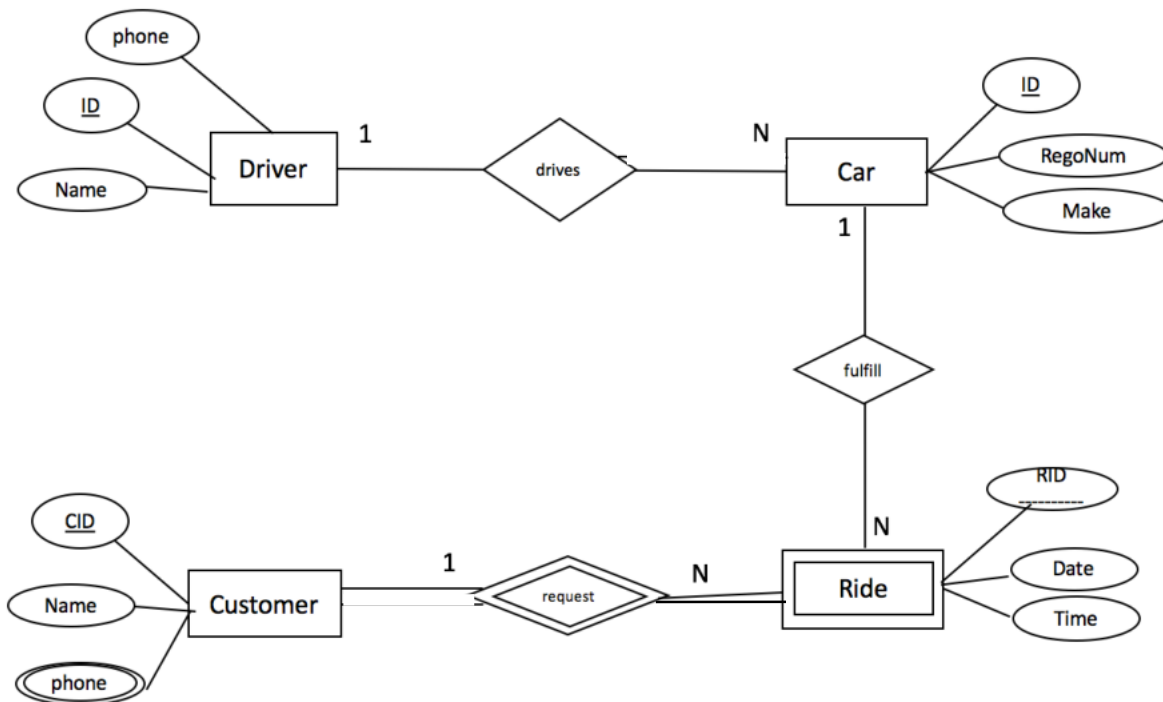 phone
ID
Name
Driver
1
drives
N
Car
ID
RegoNum
Make
1
fulfill
N
CID
Name
phone
Customer
1
request
N
Ride
RID
Date
Time